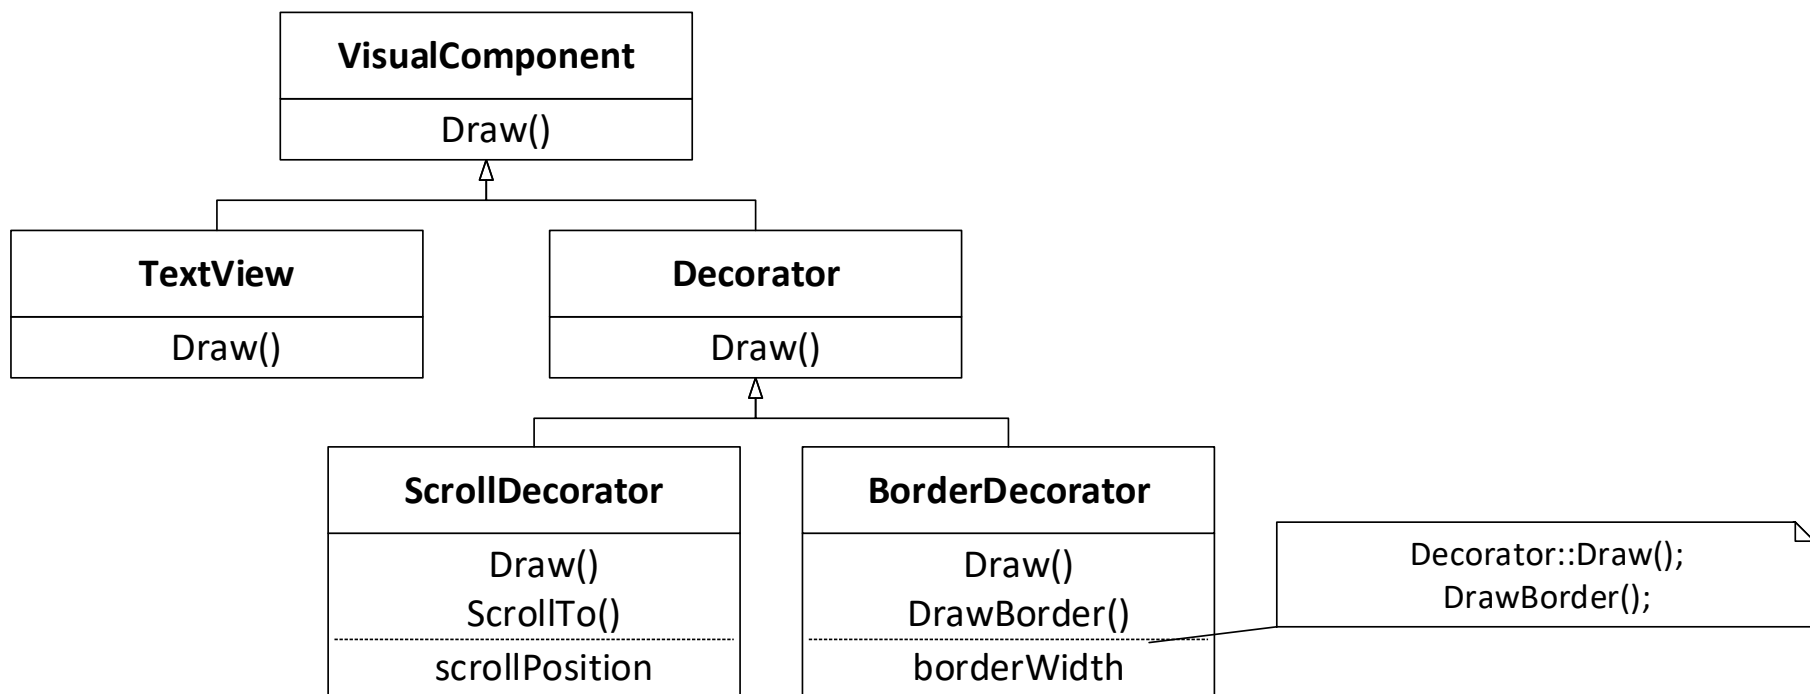 VisualComponent
Draw()
TextView
Draw()
Decorator
Draw()
ScrollDecorator
Draw()
ScrollTo()
scrollPosition
BorderDecorator
Draw()
DrawBorder()
borderWidth
Decorator::Draw();
DrawBorder();